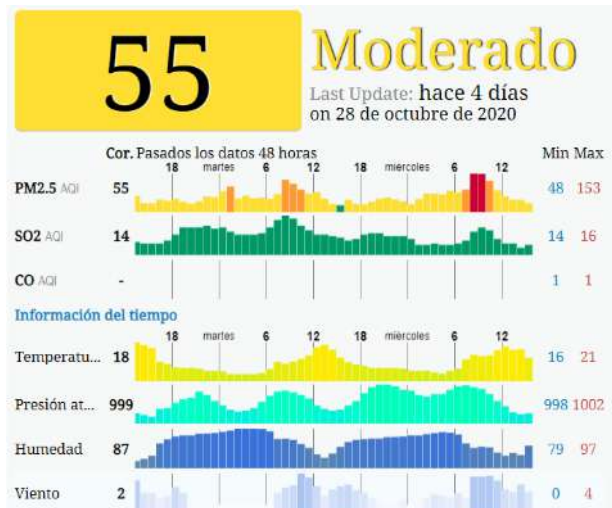 55
Moderado
Last Update: hace 4 días
on 28 de octubre de 2020
Cor. Pasados los datos 48 horas Min Max
18 martes 6 12 18 miercoles 6 12
PM2.5 AQI 55 48 153
SO2 AQI 14 14 16
CO AQI - 1 1
Información del tiempo
18 martes 6 12 18 miercoles 6 12
Temperatu... 18 16 21
Presión at... 999 998 1002
Humedad 87 79 97
Viento 2 0 4